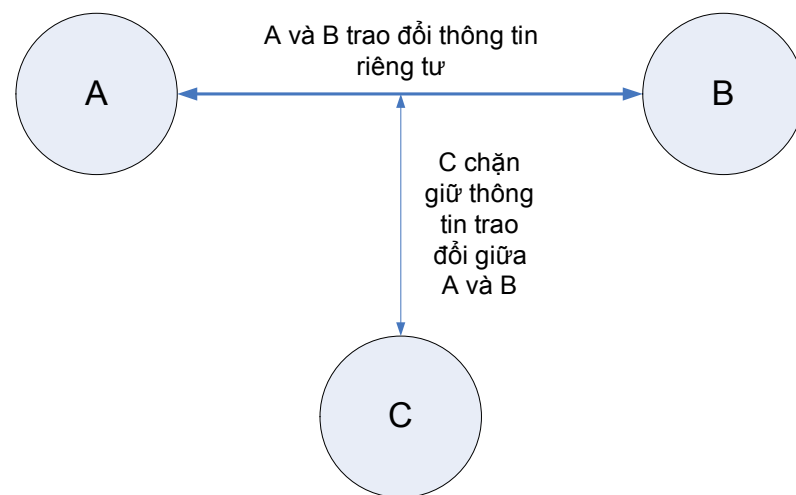 A và B trao đổi thông tin
riêng tư
A
B
C chặn
giữ thông
tin trao
đổi giữa
A và B
C